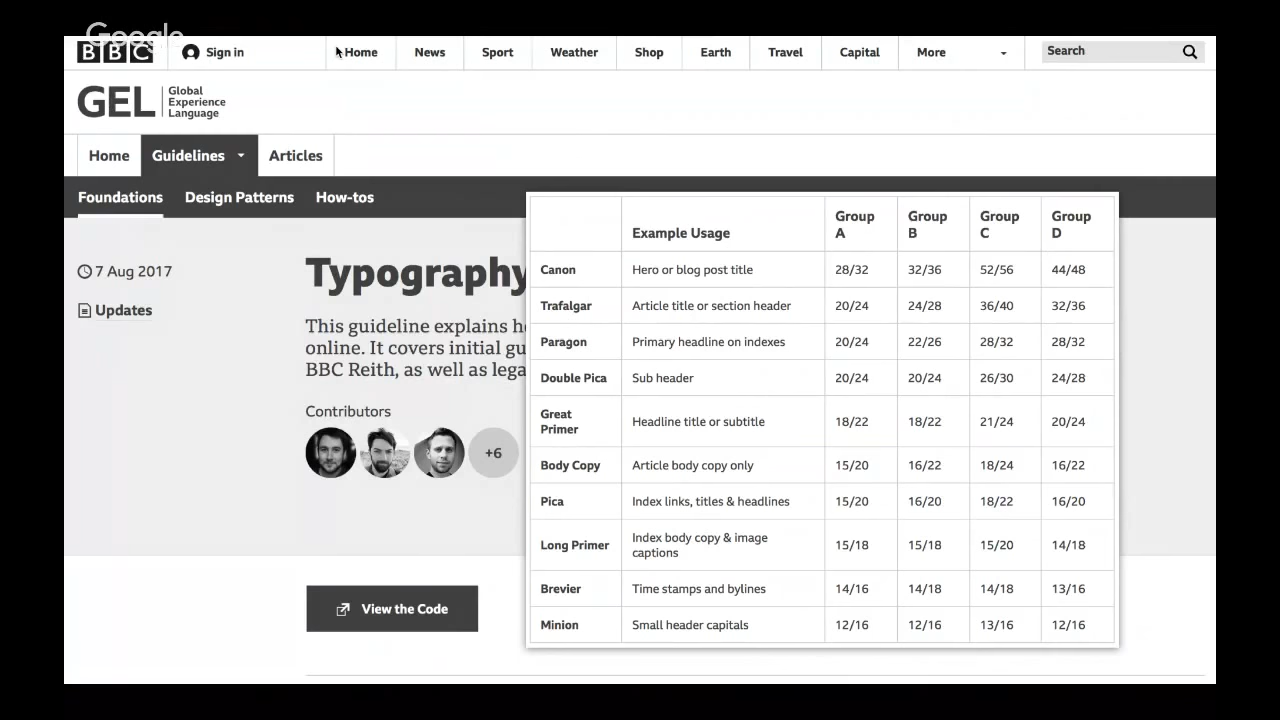 Google
BBC
Sign in
Home
News
Sport
Weather
Shop
Earth
Travel
Capital
More
Search
GEL
Global
Experience
Language
Home
Guidelines
Articles
Foundations
Design Patterns
How-tos
7 Aug 2017
Updates
Typography
This guideline explains h
online. It covers initial gu
BBC Reith, as well as lega
Contributors
+6
View the Code
Example Usage
Group
A
Group
B
Group
C
Group
D
Canon Hero or blog post title 28/32 32/36 52/56 44/48
Trafalgar Article title or section header 20/24 24/28 36/40 32/36
Paragon Primary headline on indexes 20/24 22/26 28/32 28/32
Double Pica Sub header 20/24 20/24 26/30 24/28
Great
Primer
Headline title or subtitle 18/22 18/22 21/24 20/24
Body Copy Article body copy only 15/20 16/22 18/24 16/22
Pica Index links, titles & headlines 15/20 16/20 18/22 16/20
Long Primer
Index body copy & image
captions
15/18 15/18 15/20 14/18
Brevier Time stamps and bylines 14/16 14/18 14/18 13/16
Minion Small header capitals 12/16 12/16 13/16 12/16